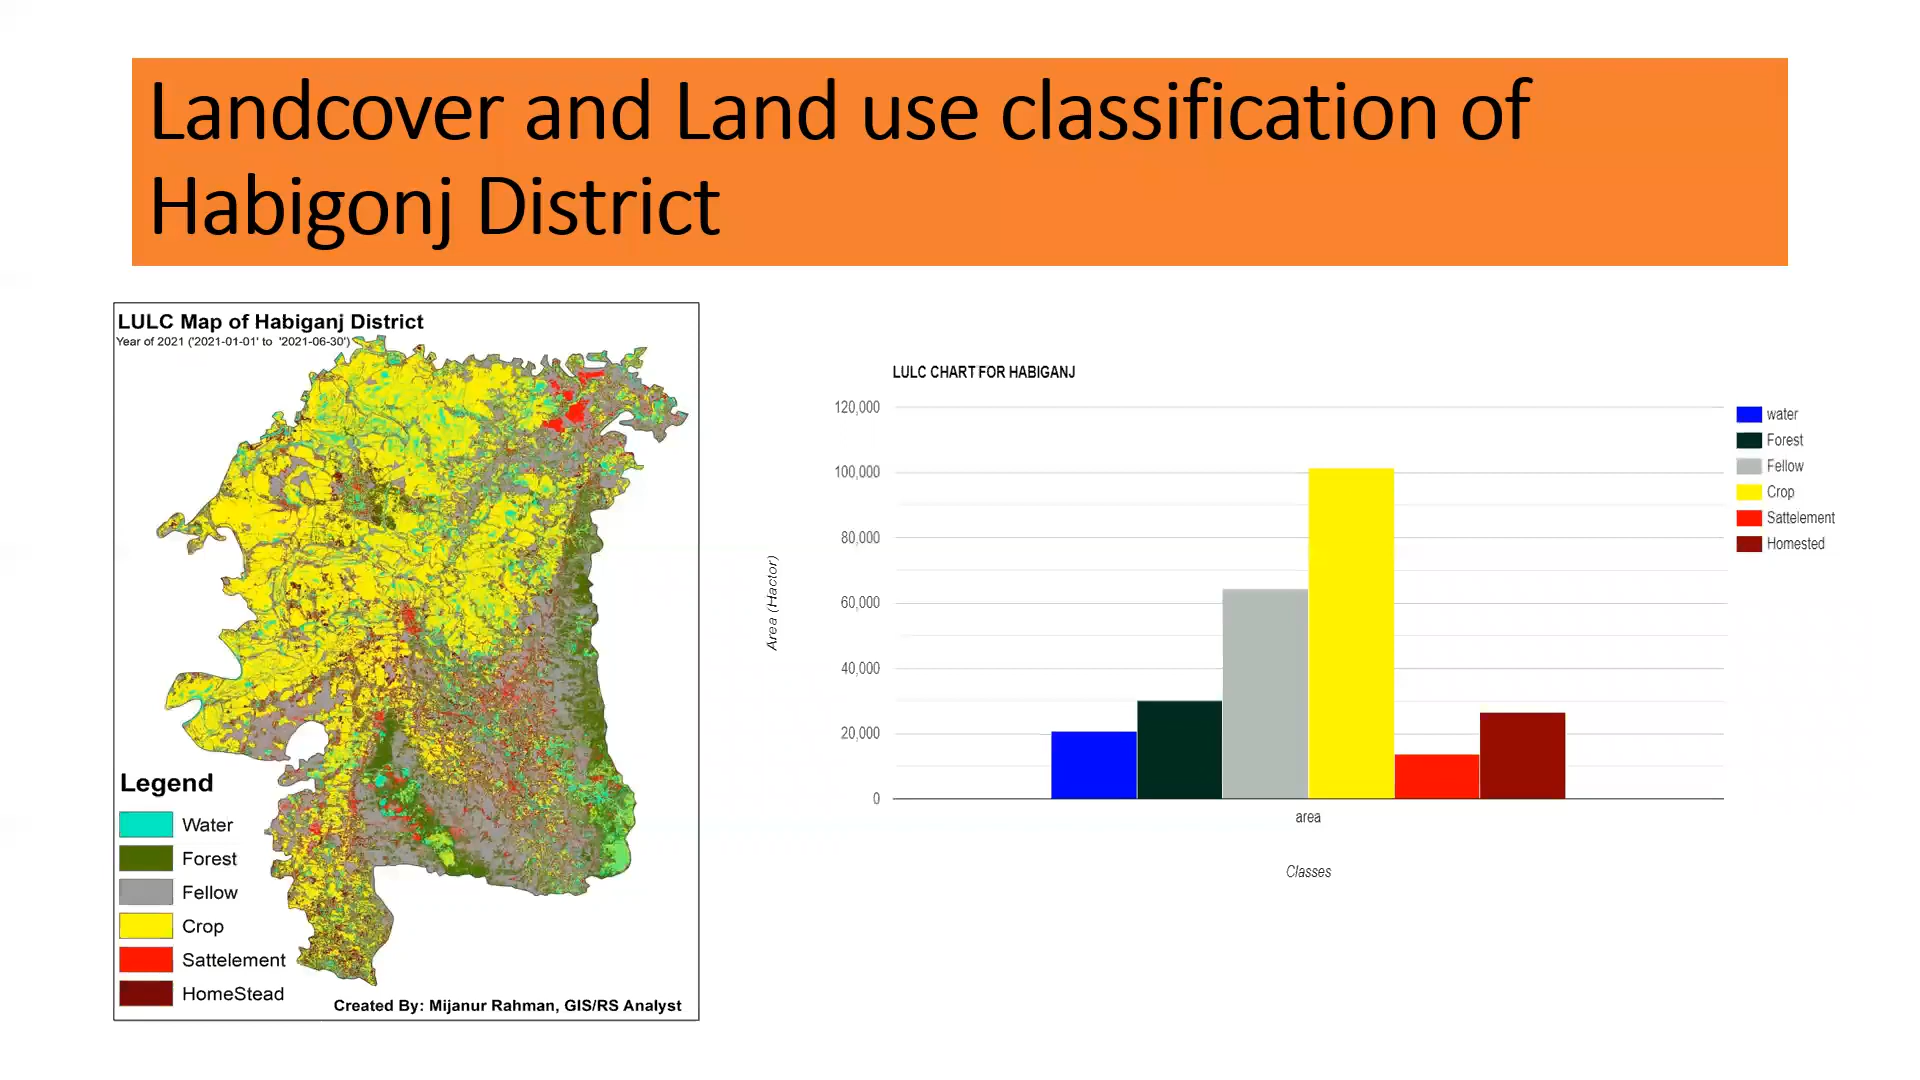 Landcover and Land use classification of
Habigonj District
LULC Map of Habiganj District
Year of 2021 ('2021-01-01' to '2021-06-30')
Legend
Water
Forest
Fellow
Crop
Sattelement
HomeStead
Created By: Mijanur Rahman, GIS/RS Analyst
LULC CHART FOR HABIGANJ
120,000
100,000
80,000
60,000
40,000
20,000
0
Area (Hactor)
area
Classes
water
Forest
Fellow
Crop
Sattelement
Homested